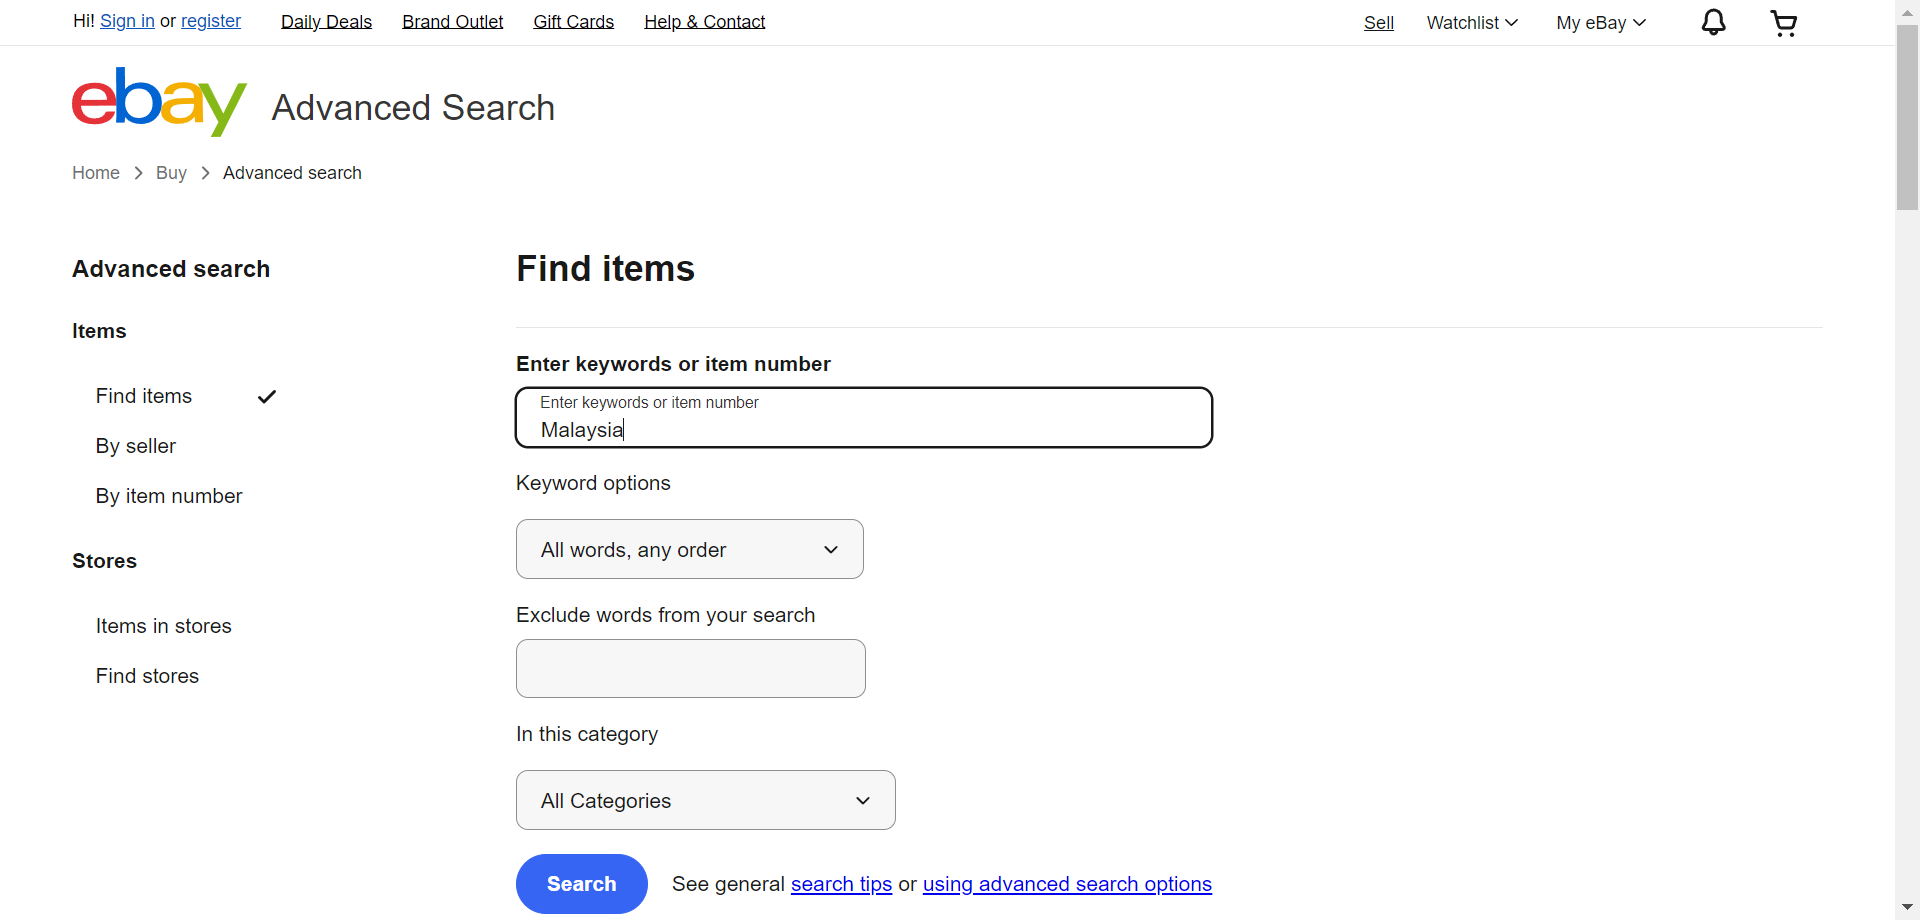 Hi! Sign in or register Daily Deals Brand Outlet Gift Cards Help & Contact Sell Watchlist My eBay
ebay Advanced Search
Home Buy Advanced search
Advanced search
Items
Find items
By seller
By item number
Stores
Items in stores
Find stores
Find items
Enter keywords or item number
Enter keywords or item number
Malaysia
Keyword options
All words, any order
Exclude words from your search
In this category
All Categories
Search See general search tips or using advanced search options